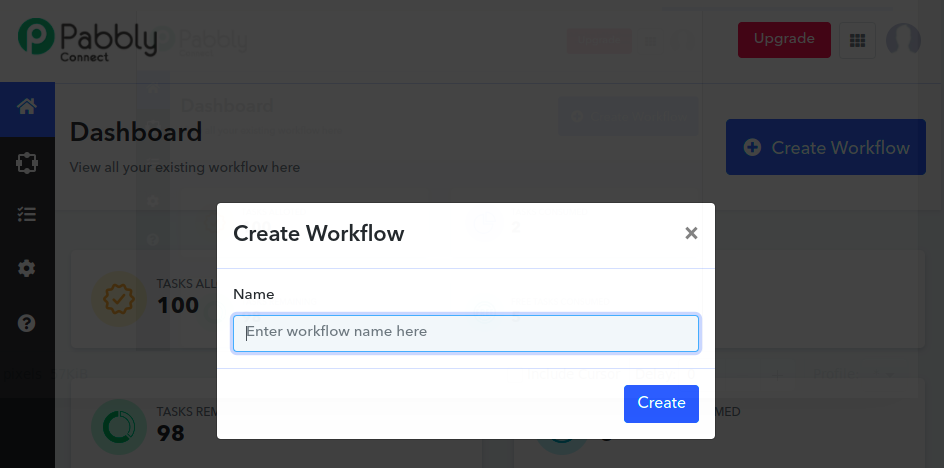 Pabbly
Connect
Upgrade
Dashboard
View all your existing workflow here
Create Workflow
Create Workflow
×
Name
Enter workflow name here
Create
TASKS ALL
100
TASKS REM
98
MED